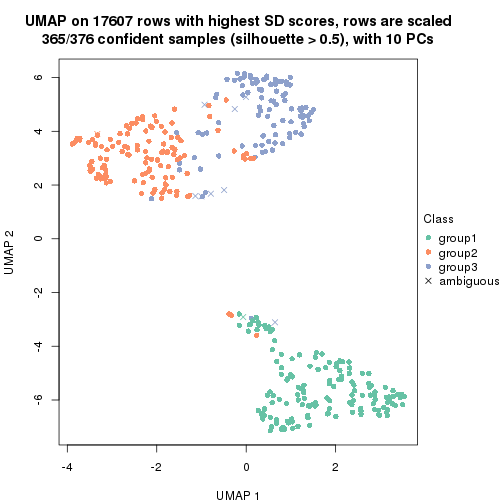 UMAP on 17607 rows with highest SD scores, rows are scaled
365/376 confident samples (silhouette > 0.5), with 10 PCs
6
4
2
0
-2
-4
-6
UMAP 2
-4
-2
0
2
UMAP 1
Class
group1
group2
group3
ambiguous